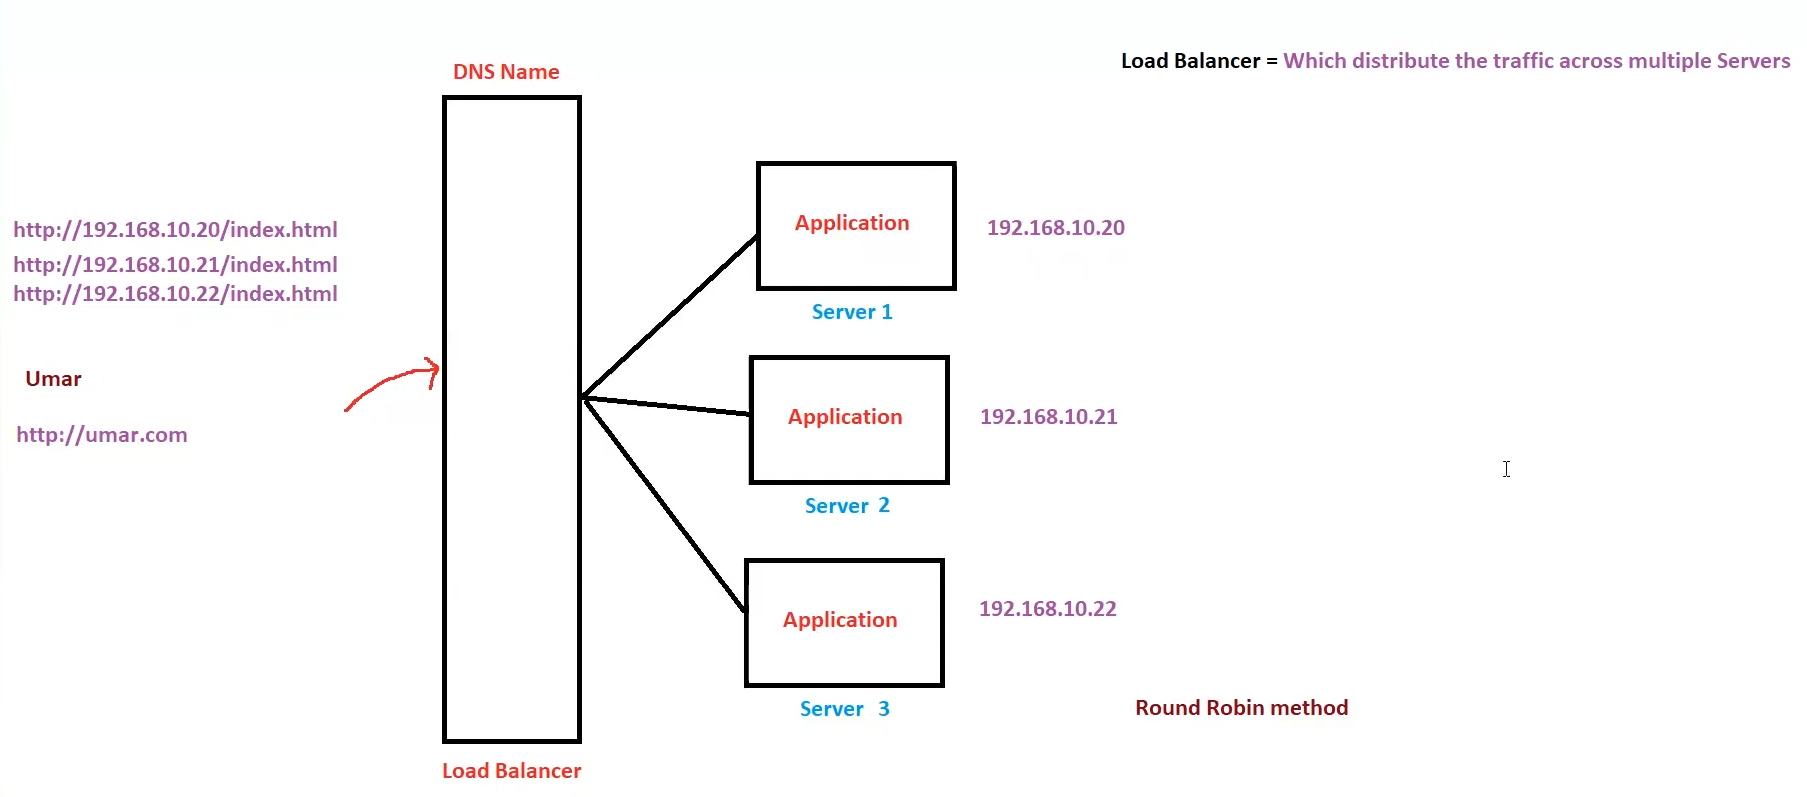 Load Balancer = Which distribute the traffic across multiple Servers
DNS Name
http://192.168.10.20/index.html
http://192.168.10.21/index.html
http://192.168.10.22/index.html
Umar
http://umar.com
Application
192.168.10.20
Server 1
Application
192.168.10.21
Server 2
Application
192.168.10.22
Server 3
Round Robin method
Load Balancer